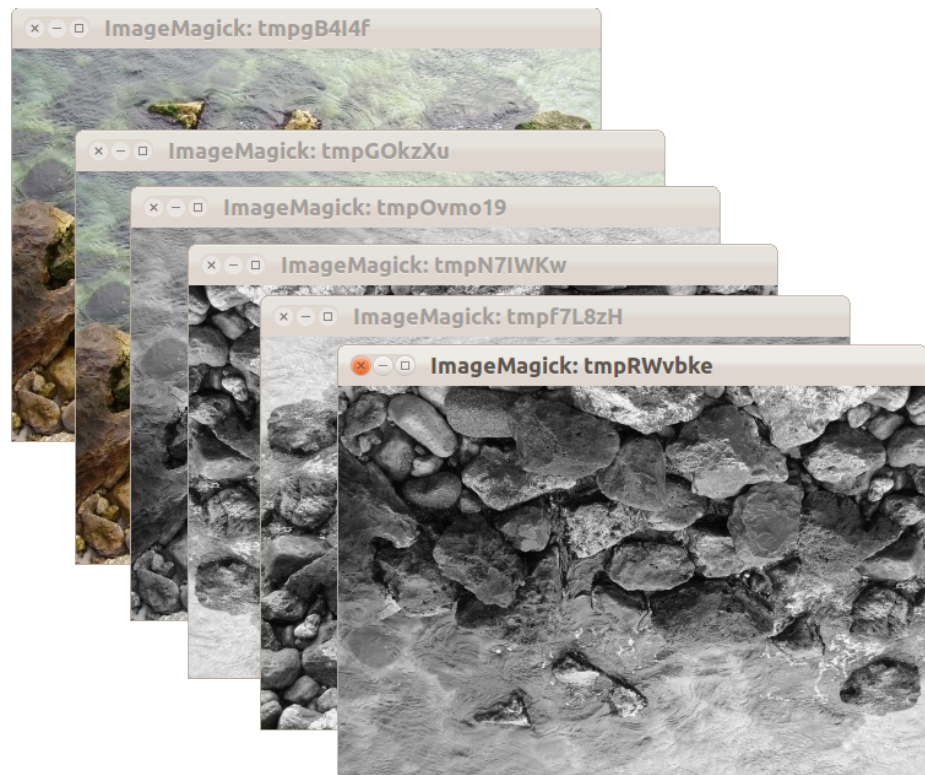 ImageMagick: tmpgB4I4f
ImageMagick: tmpGOkzXu
ImageMagick: tmpOvmo19
ImageMagick: tmpN7IWKw
ImageMagick: tmpf7L8zH
ImageMagick: tmpRWvbke